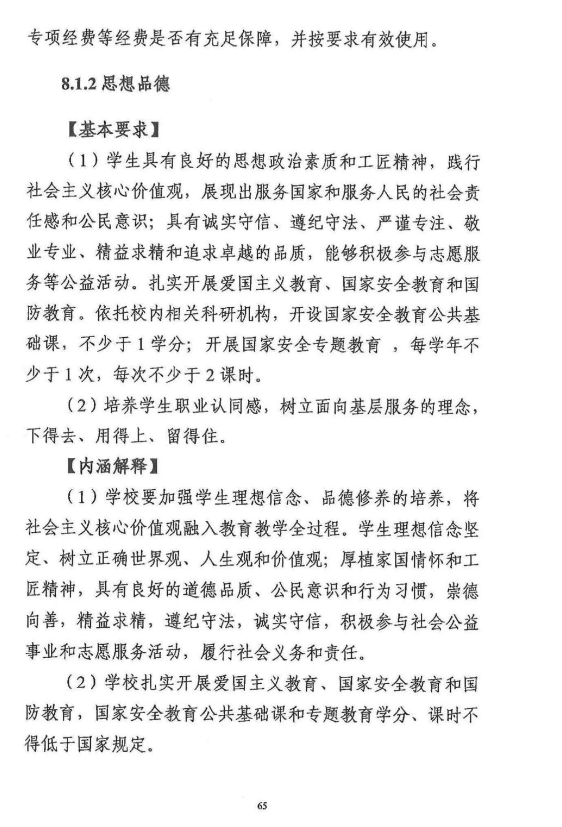 专项经费等经费是否有充足保障，并按要求有效使用。
8.1.2 思想品德
【基本要求】
（1）学生具有良好的思想政治素质和工匠精神，践行
社会主义核心价值观，展现出服务国家和服务人民的社会责
任感和公民意识；具有诚实守信、遵纪守法、严谨专注、敬
业专业、精益求精和追求卓越的品质，能够积极参与志愿服
务等公益活动。扎实开展爱国主义教育、国家安全教育和国
防教育。依托校内相关科研机构，开设国家安全教育公共基
础课，不少于 1 学分；开展国家安全专题教育 ，每学年不
少于 1 次，每次不少于 2 课时。
（2）培养学生职业认同感，树立面向基层服务的理念，
下得去、用得上、留得住。
【内涵解释】
（1）学校要加强学生理想信念、品德修养的培养，将
社会主义核心价值观融入教育教学全过程。学生理想信念坚
定、树立正确世界观、人生观和价值观；厚植家国情怀和工
匠精神，具有良好的道德品质、公民意识和行为习惯，崇德
向善，精益求精，遵纪守法，诚实守信，积极参与社会公益
事业和志愿服务活动，履行社会义务和责任。
（2）学校扎实开展爱国主义教育、国家安全教育和国
防教育，国家安全教育公共基础课和专题教育学分、课时不
得低于国家规定。
65